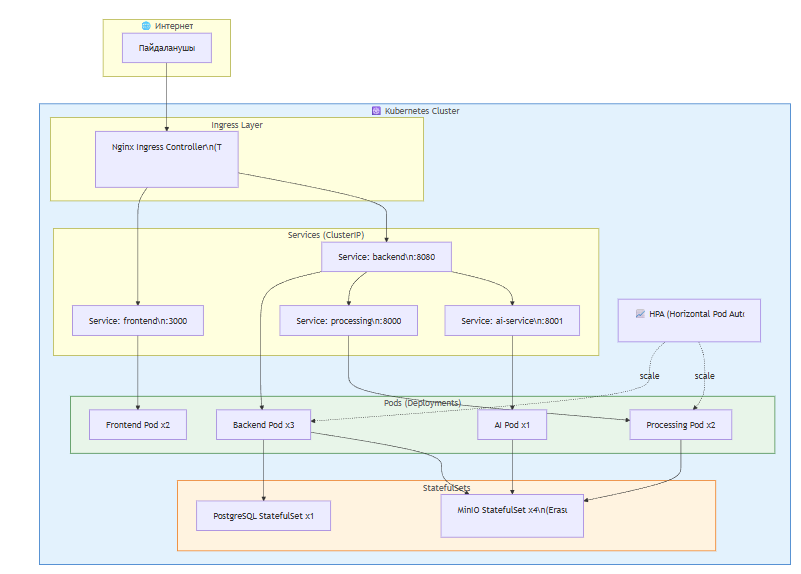 🌐 Интернет
Пайдаланушы
☸ Kubernetes Cluster
Ingress Layer
Nginx Ingress Controller\n(T
Services (ClusterIP)
Service: backend\n:8080
Service: frontend\n:3000
Service: processing\n:8000
Service: ai-service\n:8001
📈 HPA (Horizontal Pod Auto
scale
scale
Pods (Deployments)
Frontend Pod x2
Backend Pod x3
AI Pod x1
Processing Pod x2
StatefulSets
PostgreSQL StatefulSet x1
MinIO StatefulSet x4\n(Erasu